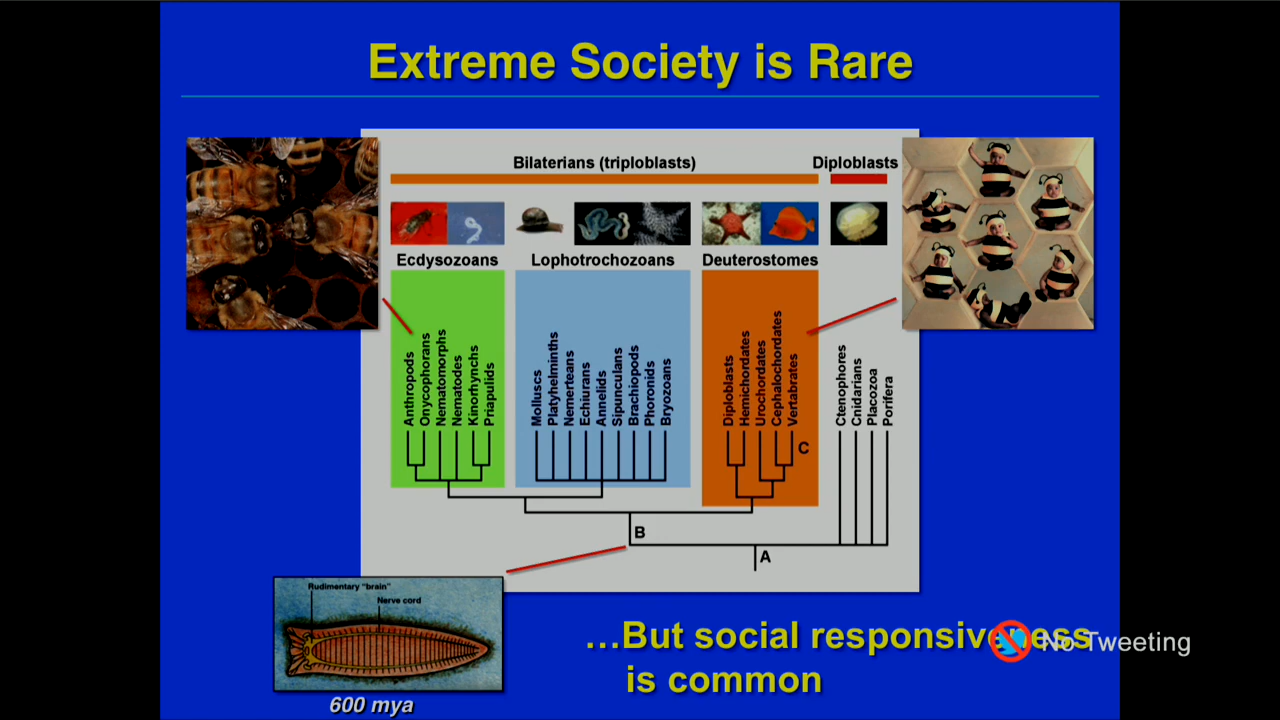 Extreme Society is Rare
Bilaterians (triploblasts)
Diploblasts
Ecdysozoans
Lophotrochozoans
Deuterostomes
Anthropods
Onycophorans
Nematomorphs
Nematodes
Kinorhynchs
Priapulids
Molluscs
Platyhelminths
Nemerteans
Echiurans
Annelids
Sipunculans
Brachiopods
Phoronids
Bryozoans
Diploblasts
Hemichordates
Urochordates
Cephalochordates
Vertabrates
Ctenophores
Cnidarians
Placozoa
Porifera
C
B
A
Rudimentary "brain"
Nerve cord
600 mya
...But social responsiveness
is common
No Tweeting